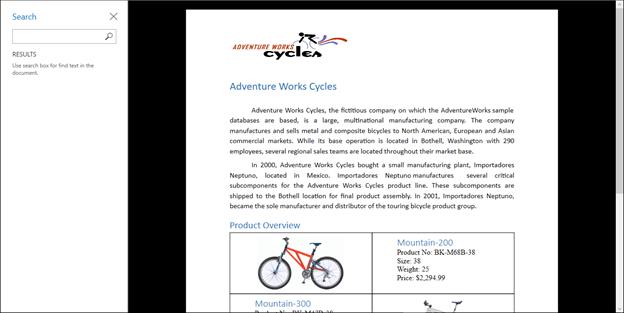 Search
RESULTS
Use search box for find text in the
document.
ADVENTURE WORKS
cycles
Adventure Works Cycles
Adventure Works Cycles, the fictitious company on which the AdventureWorks sample
databases are based, is a large, multinational manufacturing company. The company
manufactures and sells metal and composite bicycles to North American, European and Asian
commercial markets. While its base operation is located in Bothell, Washington with 290
employees, several regional sales teams are located throughout their market base.
In 2000, Adventure Works Cycles bought a small manufacturing plant, Importadores
Neptuno, located in Mexico. Importadores Neptuno manufactures several critical
subcomponents for the Adventure Works Cycles product line. These subcomponents are
shipped to the Bothell location for final product assembly. In 2001, Importadores Neptuno,
became the sole manufacturer and distributor of the touring bicycle product group.
Product Overview
Mountain-200
Product No: BK-M68B-38
Size: 38
Weight: 25
Price: $2,294.99
Mountain-300